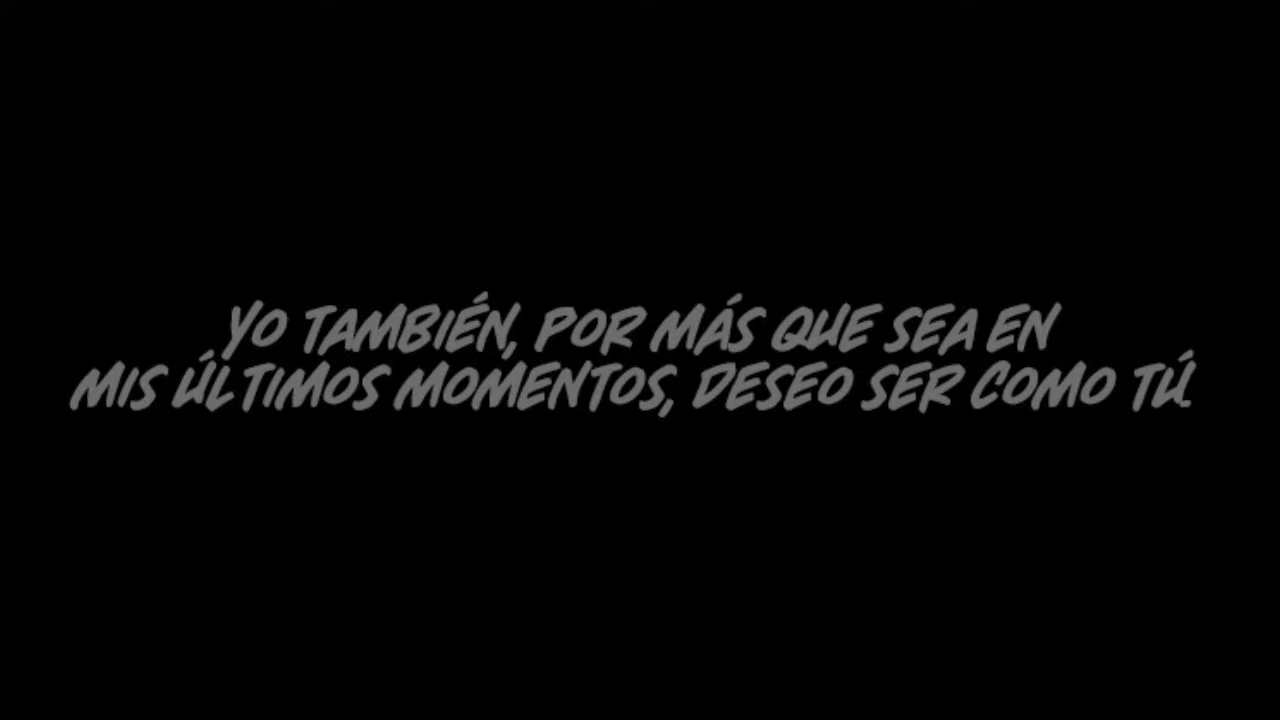 YO TAMBIÉN, POR MÁS QUE SEA EN
MIS ÚLTIMOS MOMENTOS, DESEO SER COMO TÚ.